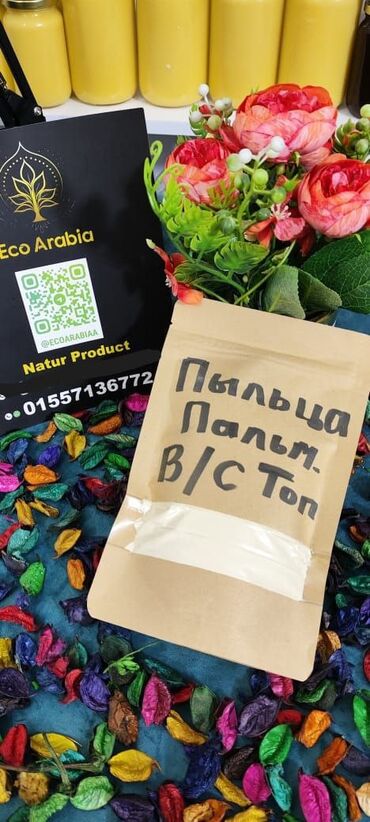 Eco Arabia
@ECOARABIAA
Natur Product
01557136772
Пыльца
Пальм.
В/С Топ